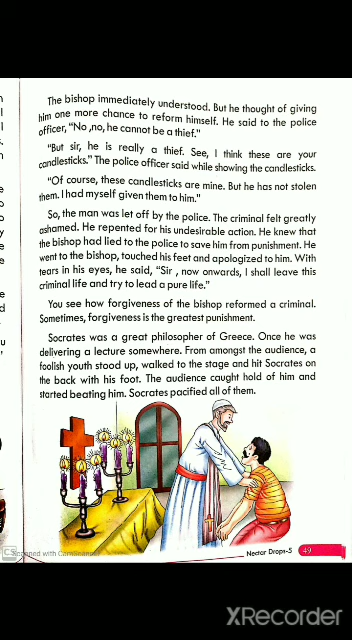 The bishop immediately understood. But he thought of giving
him one more chance to reform himself. He said to the police
officer, "No ,no, he cannot be a thief."
"But sir, he is really a thief. See, I think these are your
candlesticks." The police officer said while showing the candlesticks.
"Of course, these candlesticks are mine. But he has not stolen
them. I had myself given them to him."
So, the man was let off by the police. The criminal felt greatly
ashamed. He repented for his undesirable action. He knew that
the bishop had lied to the police to save him from punishment. He
went to the bishop, touched his feet and apologized to him. With
tears in his eyes, he said, "Sir , now onwards, I shall leave this
criminal life and try to lead a pure life."
You see how forgiveness of the bishop reformed a criminal.
Sometimes, forgiveness is the greatest punishment.
Socrates was a great philosopher of Greece. Once he was
delivering a lecture somewhere. From amongst the audience, a
foolish youth stood up, walked to the stage and hit Socrates on
the back with his foot. The audience caught hold of him and
started beating him. Socrates pacified all of them.
Nectar Drops-5 49
CS Scanned with CamScanner
XRecorder